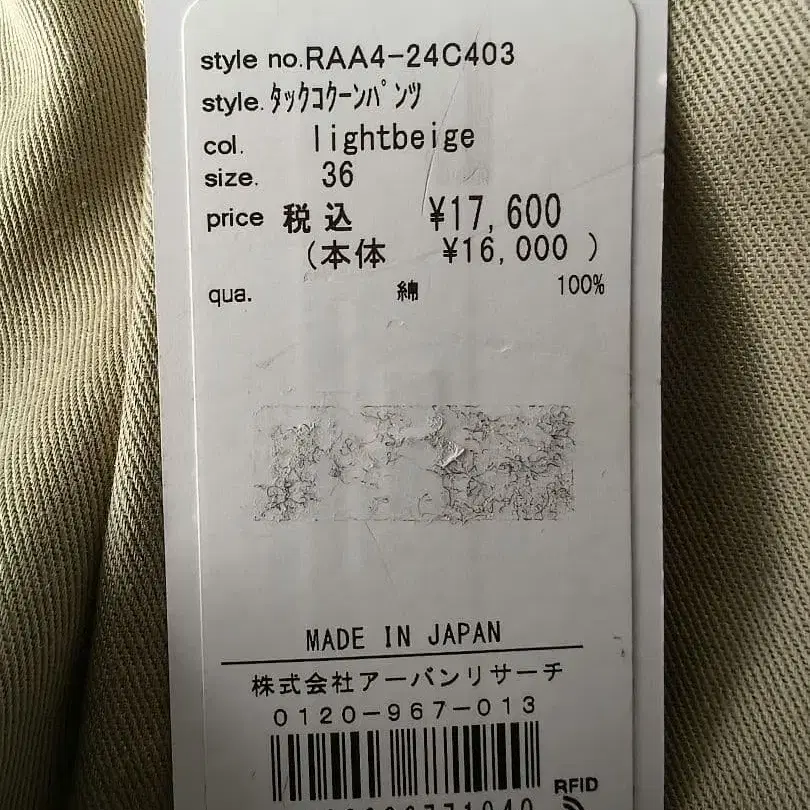 style no.RAA4-24C403
style.ﾀｯｸｺｸｰﾝﾊﾟﾝﾂ
col. lightbeige
size. 36
price 税込 ¥17,600
(本体 ¥16,000 )
qua. 綿 100%
MADE IN JAPAN
株式会社アーバンリサーチ
0120-967-013
RFID